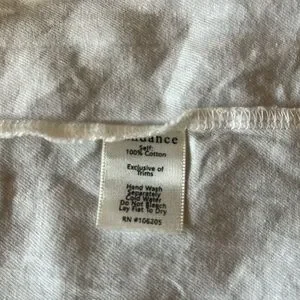 Self:
100% Cotton
Exclusive of
Trims
Hand Wash
Separately
Cold Water
Do Not Bleach
Lay Flat To Dry
RN #106205